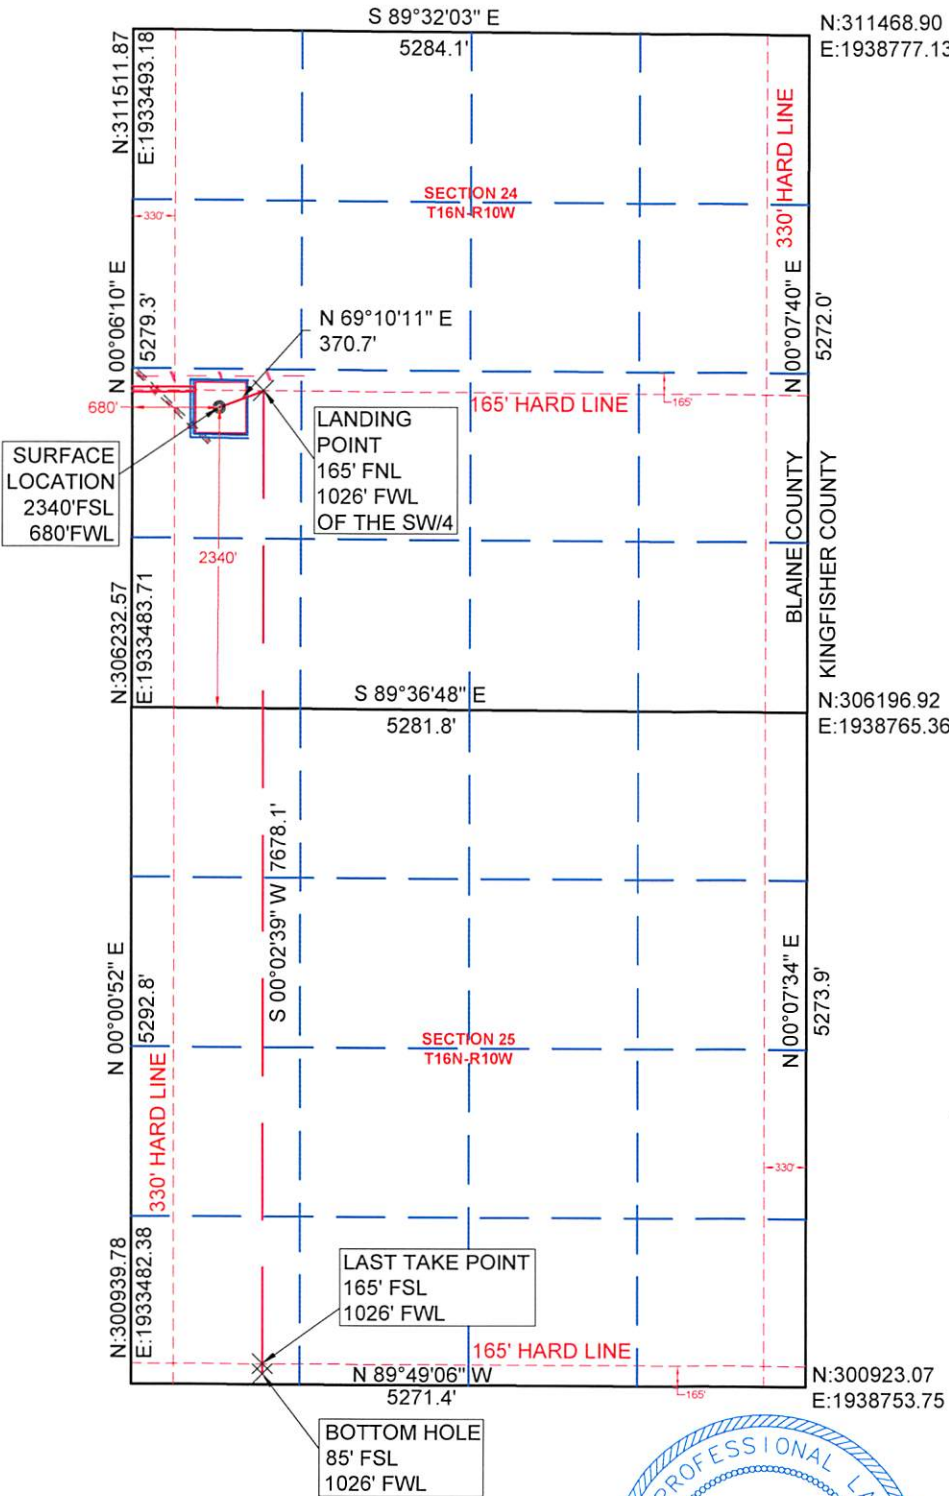 S 89°32'03" E
5284.1'
N:311468.90
E:1938777.13
N:311511.87
E:1933493.18
330' HARD LINE
SECTION 24
T16N-R10W
330'
N 00°06'10" E
5279.3'
N 69°10'11" E
370.7'
N 00°07'40" E
5272.0'
680'
165' HARD LINE
165'
LANDING
POINT
165' FNL
1026' FWL
OF THE SW/4
SURFACE
LOCATION
2340'FSL
680'FWL
2340'
BLAINE COUNTY
KINGFISHER COUNTY
N:306232.57
E:1933483.71
S 89°36'48" E
5281.8'
N:306196.92
E:1938765.36
S 00°02'39" W 7678.1'
N 00°00'52" E
5292.8'
N 00°07'34" E
5273.9'
SECTION 25
T16N-R10W
330' HARD LINE
330'
N:300939.78
E:1933482.38
LAST TAKE POINT
165' FSL
1026' FWL
165' HARD LINE
N 89°49'06" W
5271.4'
165'
N:300923.07
E:1938753.75
BOTTOM HOLE
85' FSL
1026' FWL
PROFESSIONAL LA